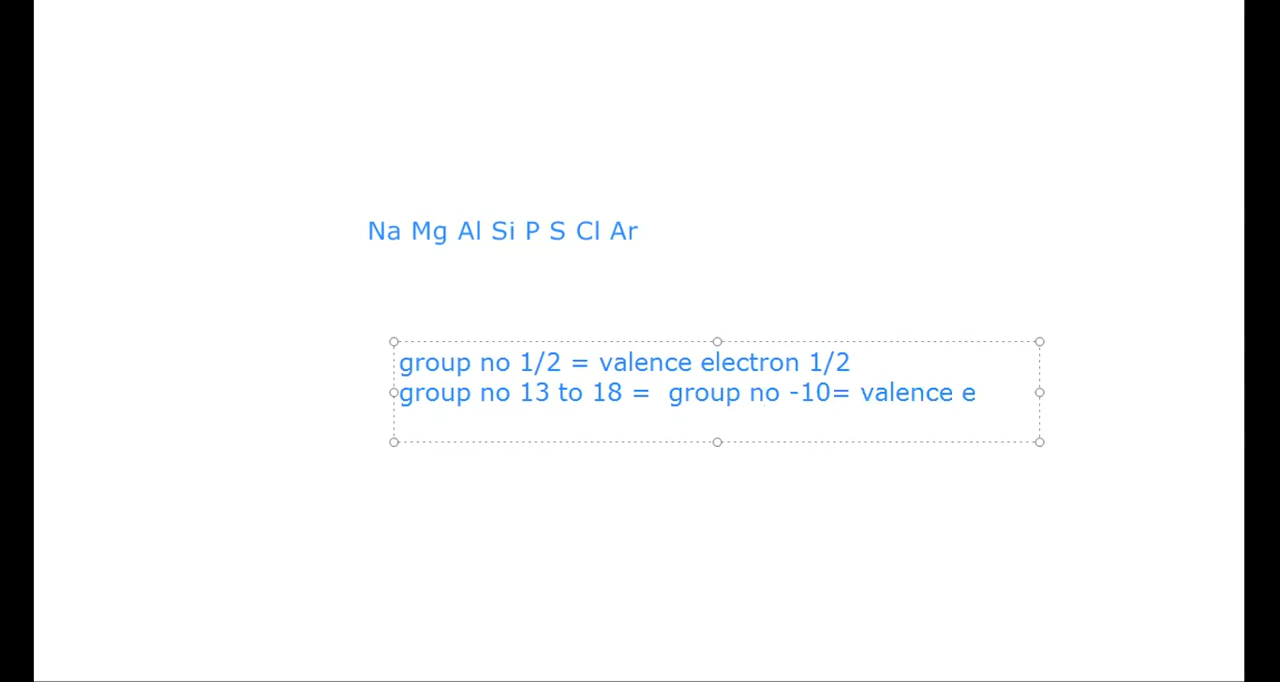 Na Mg Al Si P S Cl Ar
group no 1/2 = valence electron 1/2
group no 13 to 18 =  group no -10= valence e